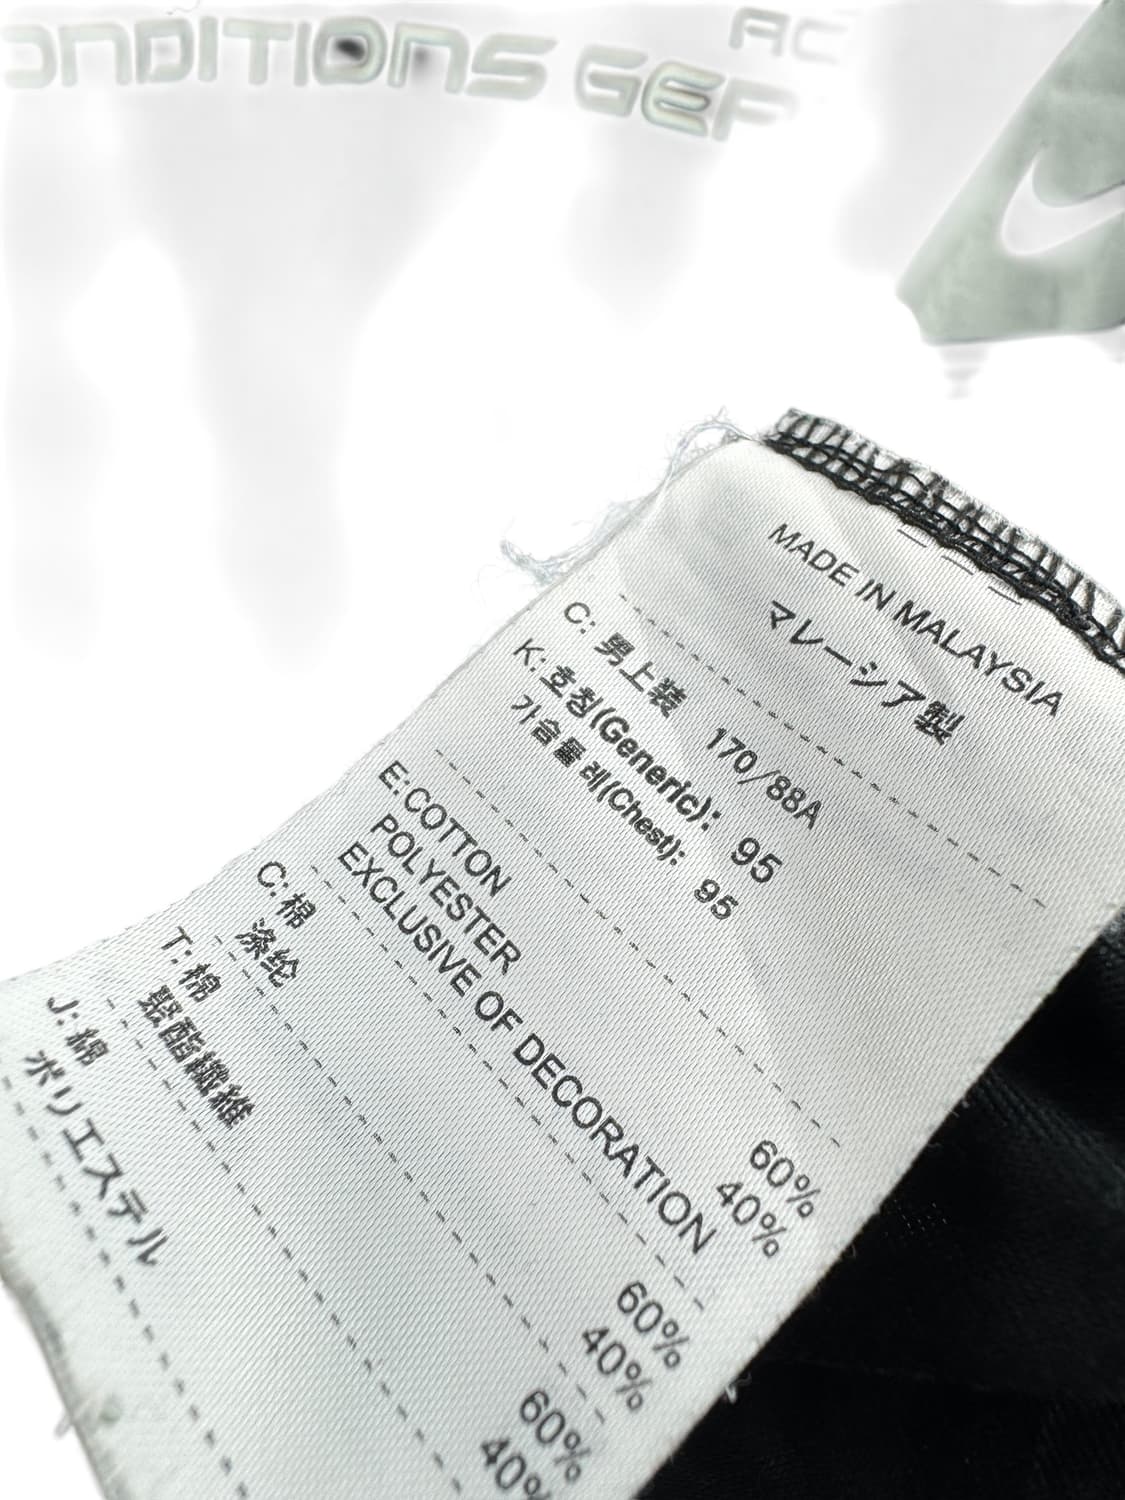 AC
ONDITIONS GEA
MADE IN MALAYSIA
マレーシア製
C: 男上装 170/88A
K: 호칭(Generic): 95
가슴둘레(Chest): 95
E:COTTON 60%
POLYESTER 40%
EXCLUSIVE OF DECORATION
C: 棉 60%
涤纶 40%
T: 棉 60%
聚酯纖維 40%
J: 綿
ポリエステル